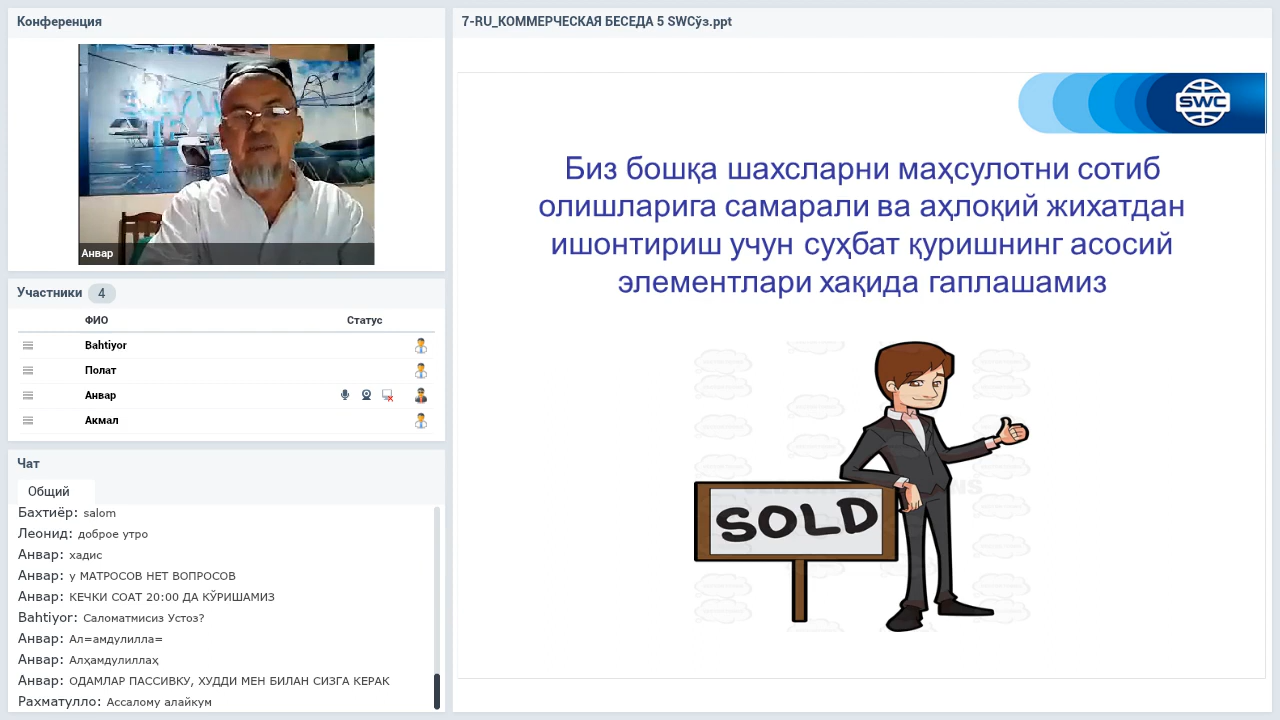 Конференция
Анвар
Участники 4
ФИО Статус
Bahtiyor
Полат
Анвар
Акмал
Чат
Общий
Бахтиёр: salom
Леонид: доброе утро
Анвар: хадис
Анвар: у МАТРОСОВ НЕТ ВОПРОСОВ
Анвар: КЕЧКИ СОАТ 20:00 ДА КЎРИШАМИЗ
Bahtiyor: Саломатмисиз Устоз?
Анвар: Ал=амдулилла=
Анвар: Алҳамдулиллаҳ
Анвар: ОДАМЛАР ПАССИВКУ, ХУДДИ МЕН БИЛАН СИЗГА КЕРАК
Рахматулло: Ассалому алайкум
7-RU_КОММЕРЧЕСКАЯ БЕСЕДА 5 SWCўз.ppt
SWC
Биз бошқа шахсларни маҳсулотни сотиб
олишларига самарали ва аҳлоқий жихатдан
ишонтириш учун суҳбат қуришнинг асосий
элементлари хақида гаплашамиз
SOLD